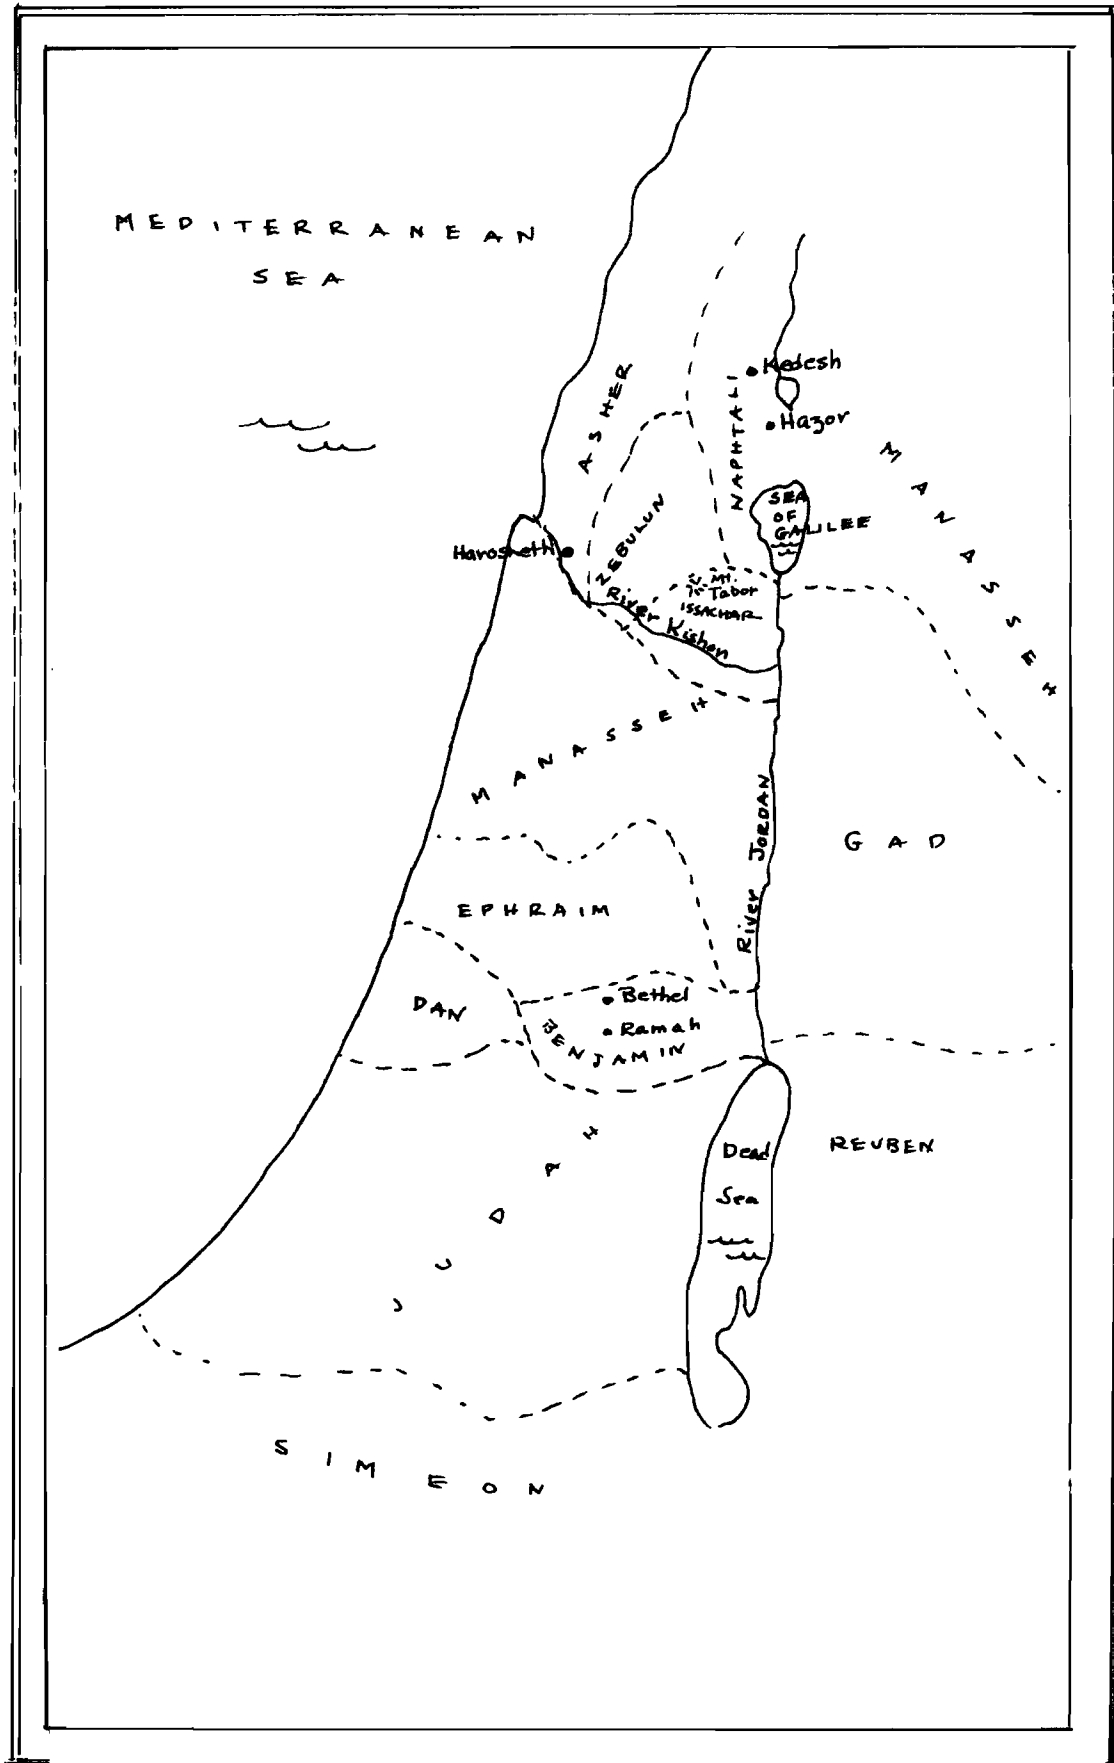 MEDITERRANEAN
SEA
ASHER
Kedesh
NAPHTALI
Hazor
MANASSEH
SEA
OF
GALILEE
Harosheth
ZEBULUN
Mt.
Tabor
ISSACHAR
River Kishon
MANASSEH
River JORDAN
GAD
EPHRAIM
DAN
Bethel
Ramah
BENJAMIN
JUDAH
Dead
Sea
REUBEN
SIMEON